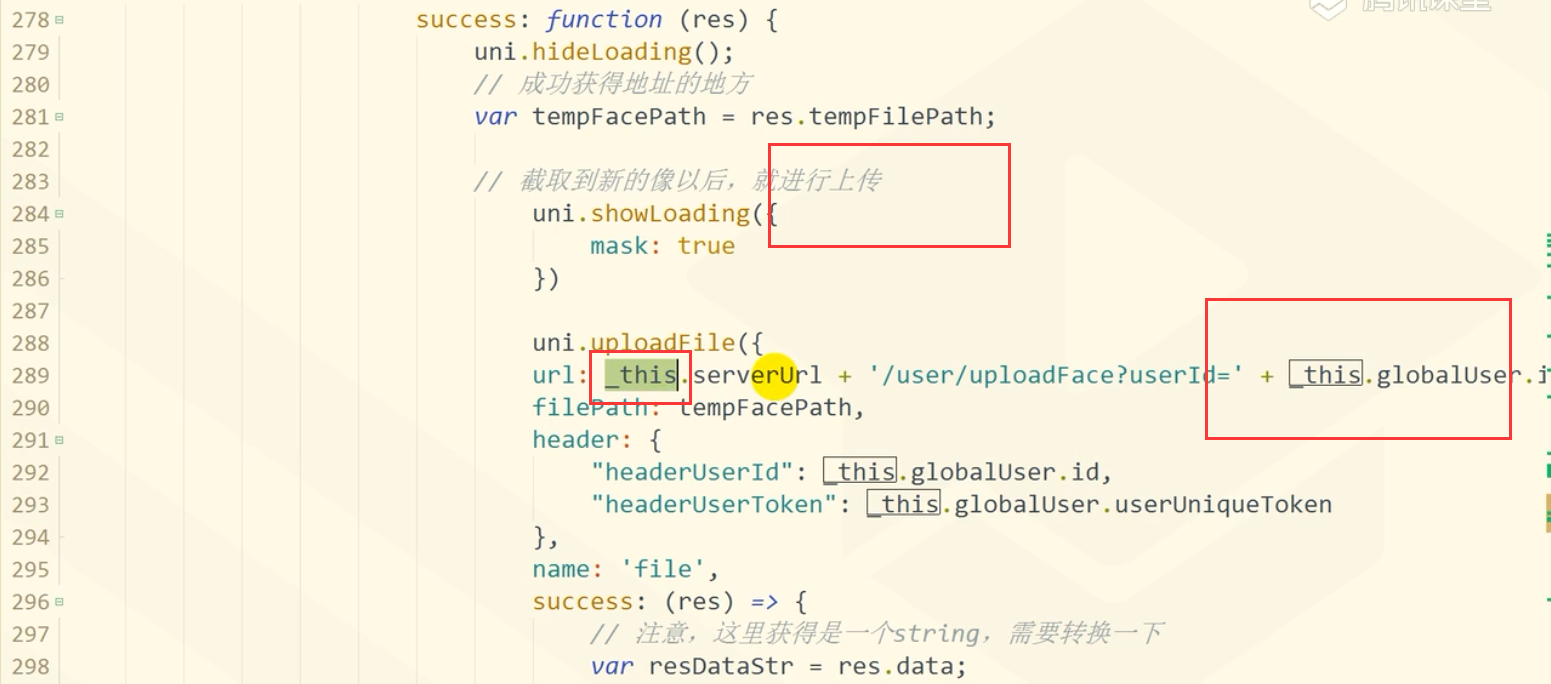 278 success: function (res) {
279 uni.hideLoading();
280 // 成功获得地址的地方
281 var tempFacePath = res.tempFilePath;
282
283 // 截取到新的像以后，就进行上传
284 uni.showLoading({
285 mask: true
286 })
287
288 uni.uploadFile({
289 url: _this.serverUrl + '/user/uploadFace?userId=' + _this.globalUser.i
290 filePath: tempFacePath,
291 header: {
292 "headerUserId": _this.globalUser.id,
293 "headerUserToken": _this.globalUser.userUniqueToken
294 },
295 name: 'file',
296 success: (res) => {
297 // 注意，这里获得是一个string，需要转换一下
298 var resDataStr = res.data;